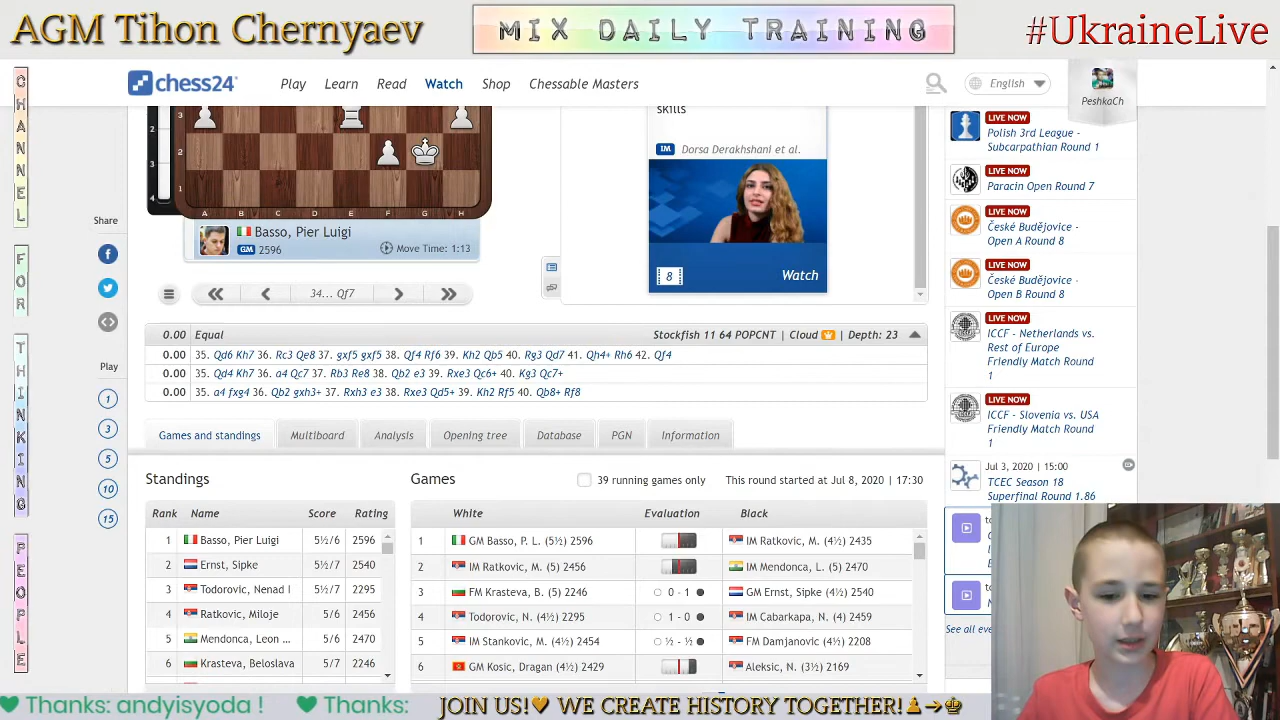 AGM Tihon Chernyaev
MIX DAILY TRAINING
#UkraineLive
CHANNEL
FOR
THINKING
PEOPLE
chess24
Play Learn Read Watch Shop Chessable Masters
English
PeshkaCh
3
2
1
2
3
4
A B C D E F G H
Basso, Pier Luigi
GM 2596
Move Time: 1:13
34... Qf7
skills
IM Dorsa Derakhshani et al.
8 Watch
Share
Play
1
3
5
10
15
0.00 Equal Stockfish 11 64 POPCNT | Cloud | Depth: 23
0.00 35. Qd6 Kh7 36. Rc3 Qe8 37. gxf5 gxf5 38. Qf4 Rf6 39. Kh2 Qb5 40. Rg3 Qd7 41. Qh4+ Rh6 42. Qf4
0.00 35. Qd4 Kh7 36. a4 Qc7 37. Rb3 Re8 38. Qb2 e3 39. Rxe3 Qc6+ 40. Kg3 Qc7+
0.00 35. a4 fxg4 36. Qb2 gxh3+ 37. Rxh3 e3 38. Rxe3 Qd5+ 39. Kh2 Rf5 40. Qb8+ Rf8
Games and standings Multiboard Analysis Opening tree Database PGN Information
Standings
Rank Name Score Rating
1 Basso, Pier Luigi 5½/6 2596
2 Ernst, Sipke 5½/7 2540
3 Todorovic, Nenad I 5½/7 2295
4 Ratkovic, Miloje 5/6 2456
5 Mendonca, Leon ... 5/6 2470
6 Krasteva, Beloslava 5/7 2246
Games 39 running games only This round started at Jul 8, 2020 | 17:30
White Evaluation Black
1 GM Basso, P. L. (5½) 2596 IM Ratkovic, M. (4½) 2435
2 IM Ratkovic, M. (5) 2456 IM Mendonca, L. (5) 2470
3 FM Krasteva, B. (5) 2246 0 - 1 GM Ernst, Sipke (4½) 2540
4 Todorovic, N. (4½) 2295 1 - 0 IM Cabarkapa, N. (4) 2459
5 IM Stankovic, M. (4½) 2454 ½ - ½ FM Damjanovic (4½) 2208
6 GM Kosic, Dragan (4½) 2429 Aleksic, N. (3½) 2169
LIVE NOW
Polish 3rd League -
Subcarpathian Round 1
LIVE NOW
Paracin Open Round 7
LIVE NOW
České Budějovice -
Open A Round 8
LIVE NOW
České Budějovice -
Open B Round 8
LIVE NOW
ICCF - Netherlands vs.
Rest of Europe
Friendly Match Round
1
LIVE NOW
ICCF - Slovenia vs. USA
Friendly Match Round
1
Jul 3, 2020 | 15:00
TCEC Season 18
Superfinal Round 1.86
See all eve
Thanks: andyisyoda ! Thanks:
JOIN US! WE CREATE HISTORY TOGETHER!